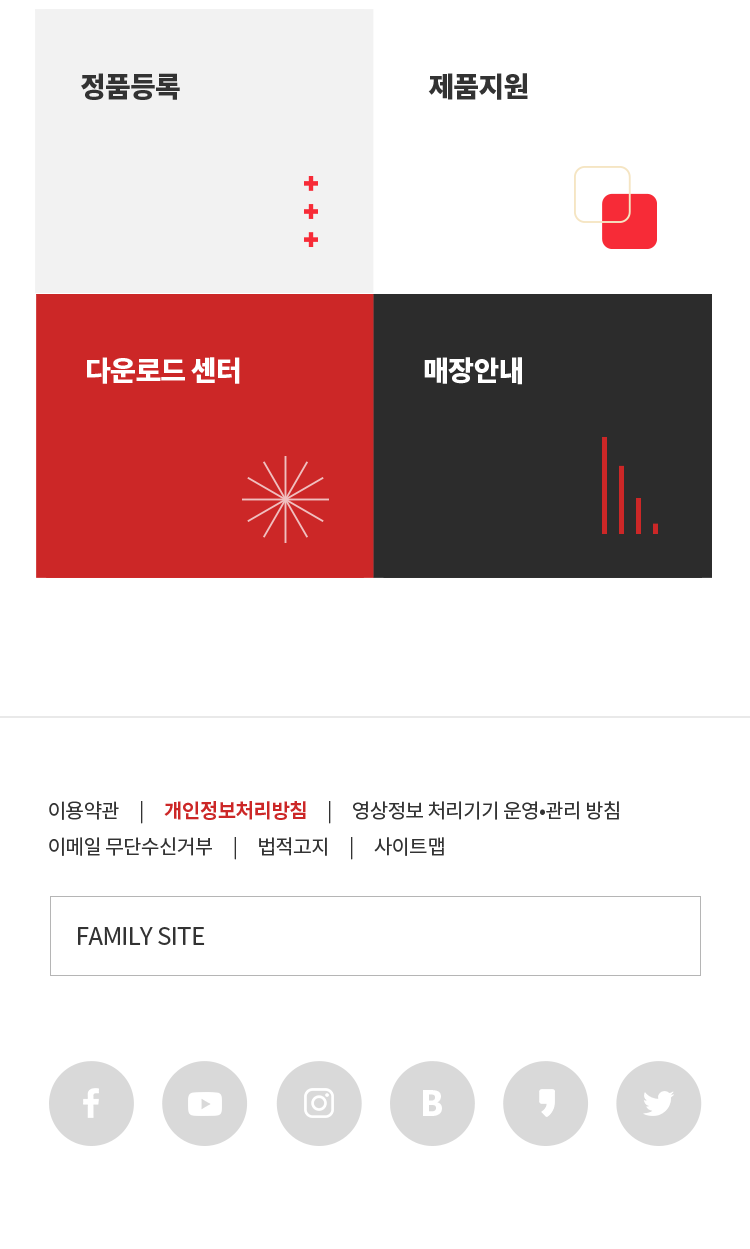 정품등록
제품지원
다운로드 센터
매장안내
이용약관 | 개인정보처리방침 | 영상정보 처리기기 운영•관리 방침
이메일 무단수신거부 | 법적고지 | 사이트맵
FAMILY SITE
B